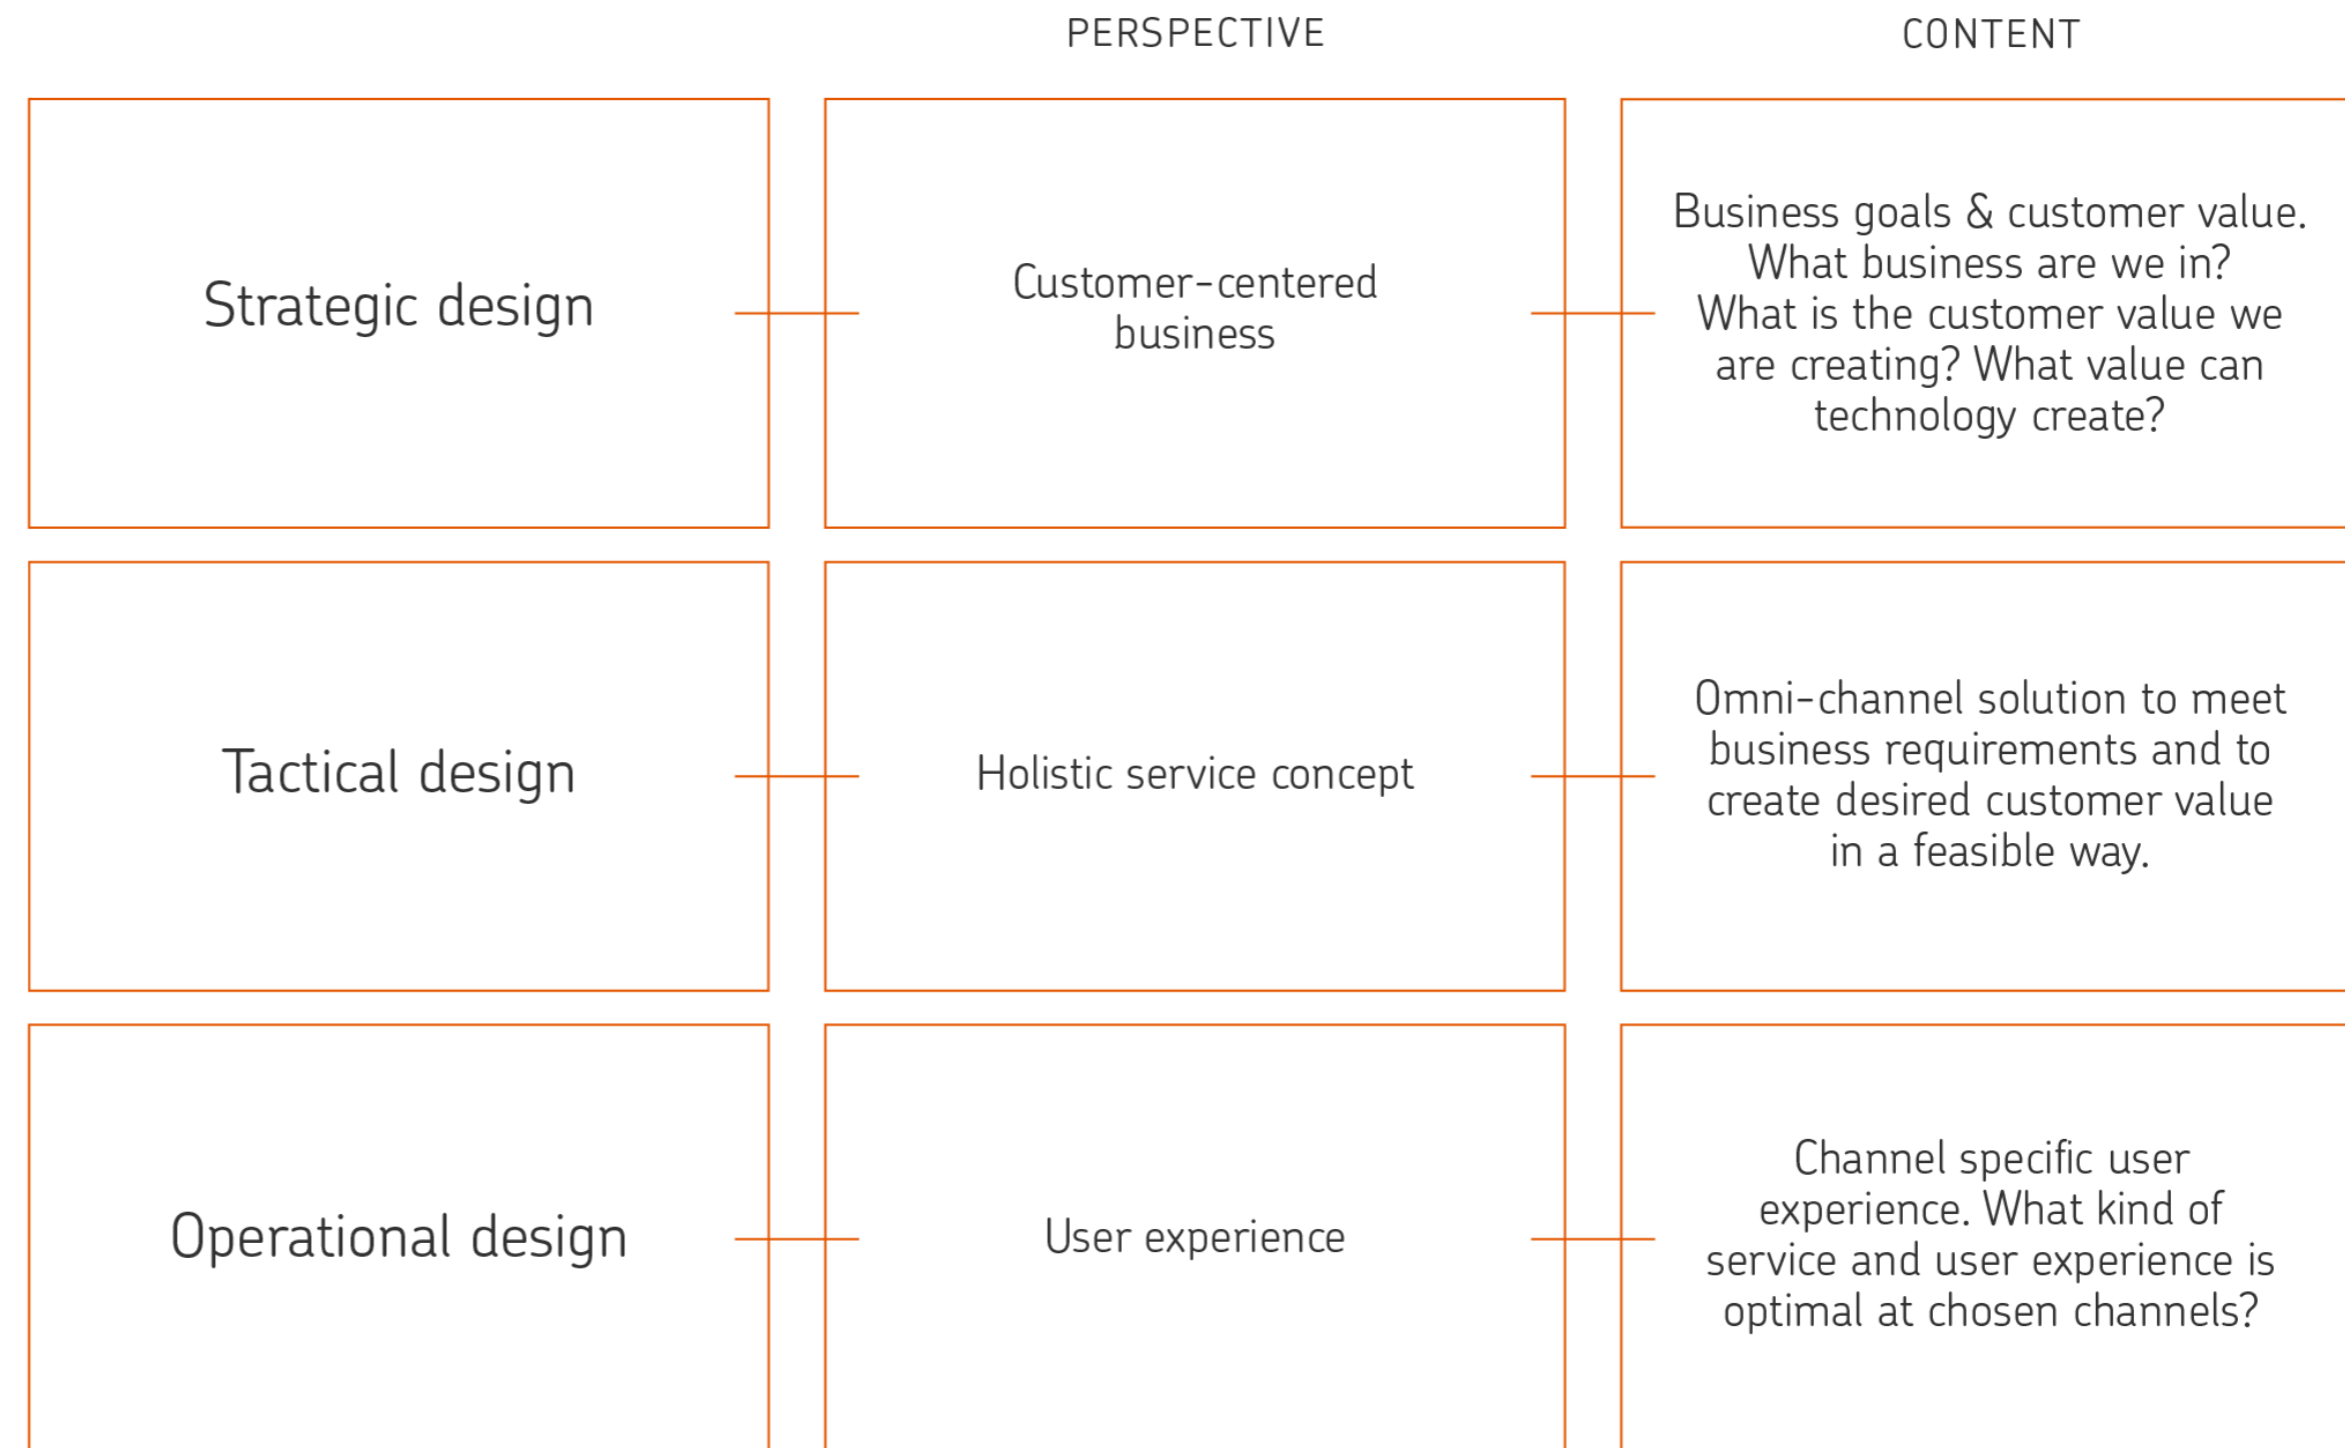 PERSPECTIVE
CONTENT
Strategic design
Customer-centered
business
Business goals & customer value.
What business are we in?
What is the customer value we
are creating? What value can
technology create?
Tactical design
Holistic service concept
Omni-channel solution to meet
business requirements and to
create desired customer value
in a feasible way.
Operational design
User experience
Channel specific user
experience. What kind of
service and user experience is
optimal at chosen channels?